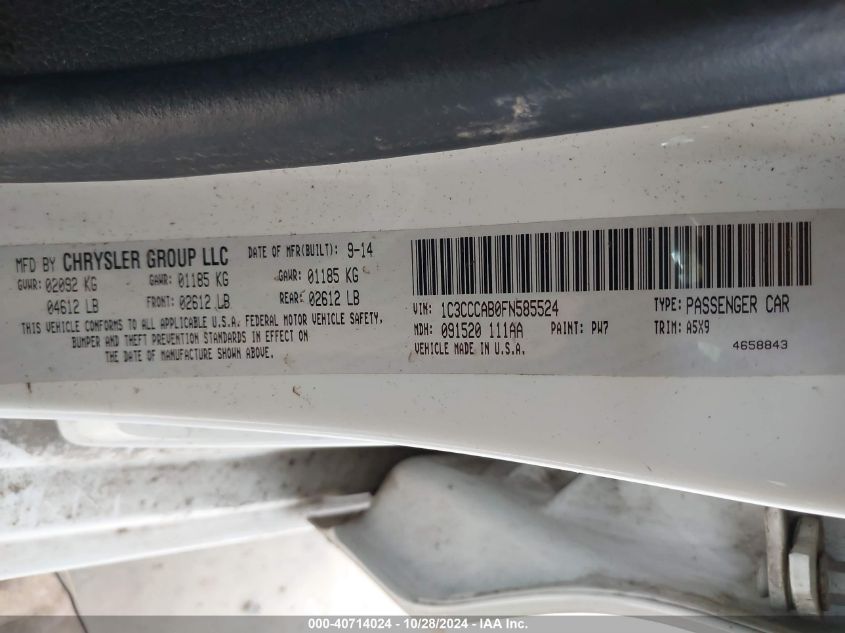 MFD BY CHRYSLER GROUP LLC DATE OF MFR(BUILT): 9-14
GVWR: 02092 KG GAWR: 01185 KG GAWR: 01185 KG
04612 LB FRONT: 02612 LB REAR: 02612 LB
THIS VEHICLE CONFORMS TO ALL APPLICABLE U.S.A. FEDERAL MOTOR VEHICLE SAFETY,
BUMPER AND THEFT PREVENTION STANDARDS IN EFFECT ON
THE DATE OF MANUFACTURE SHOWN ABOVE.
VIN: 1C3CCCAB0FN585524 TYPE: PASSENGER CAR
MDH: 091520 111AA PAINT: PW7 TRIM: A5X9
VEHICLE MADE IN U.S.A. 4658843
000-40714024 - 10/28/2024 - IAA Inc.